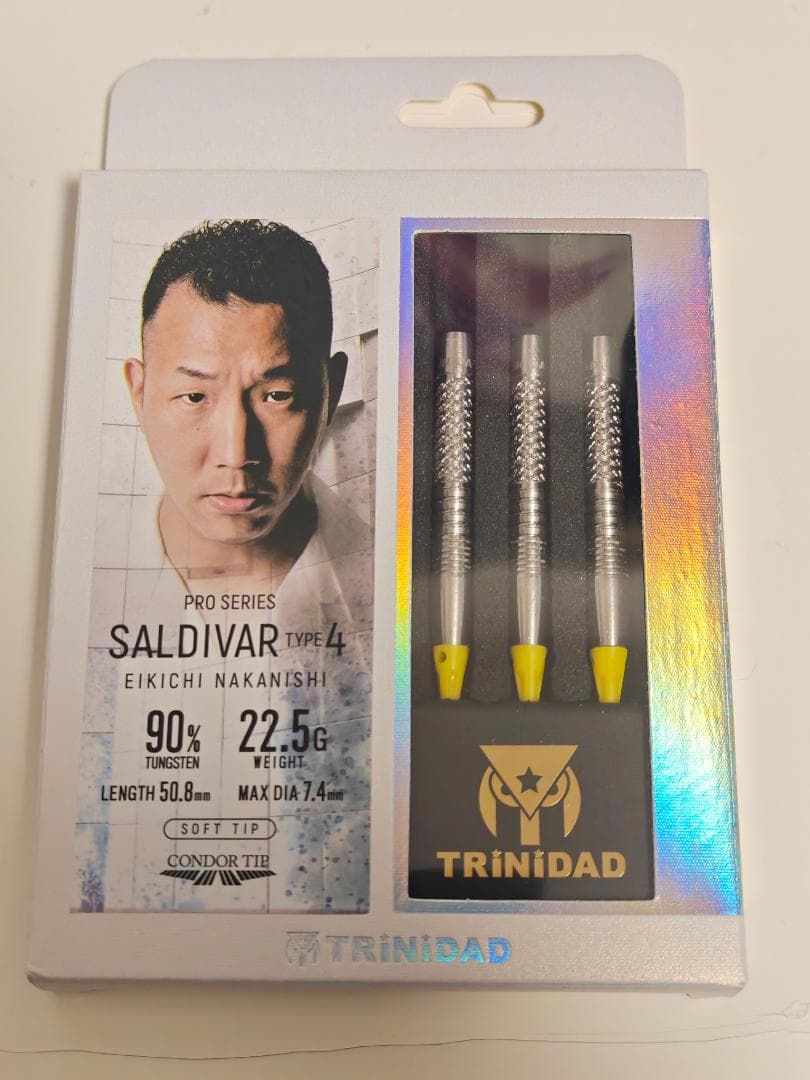 PRO SERIES
SALDIVAR TYPE 4
EIKICHI NAKANISHI
90% 22.5G
TUNGSTEN WEIGHT
LENGTH 50.8mm MAX DIA 7.4mm
SOFT TIP
CONDOR TIP
TRiNiDAD
TRiNiDAD